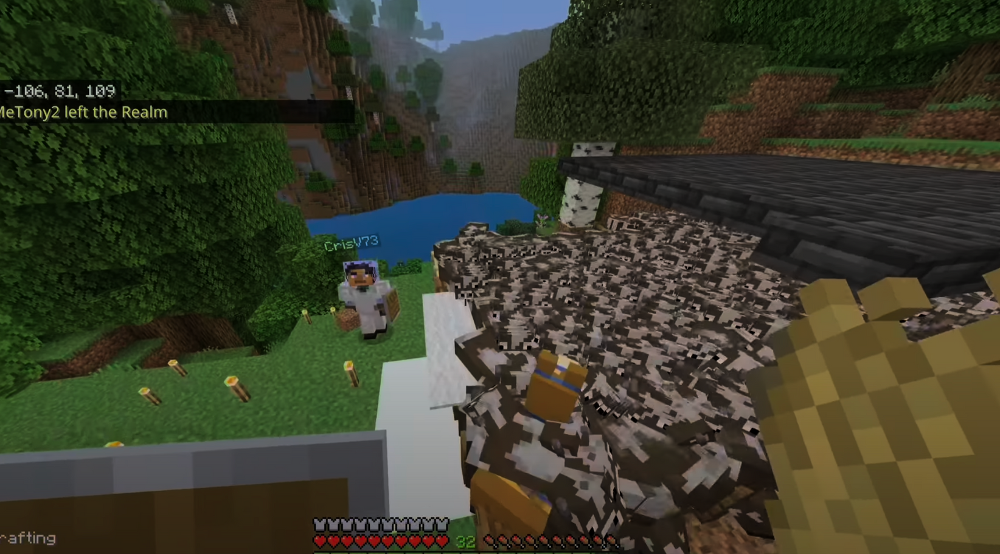 -106, 81, 109
MeTony2 left the Realm
CrisV73
32
rafting